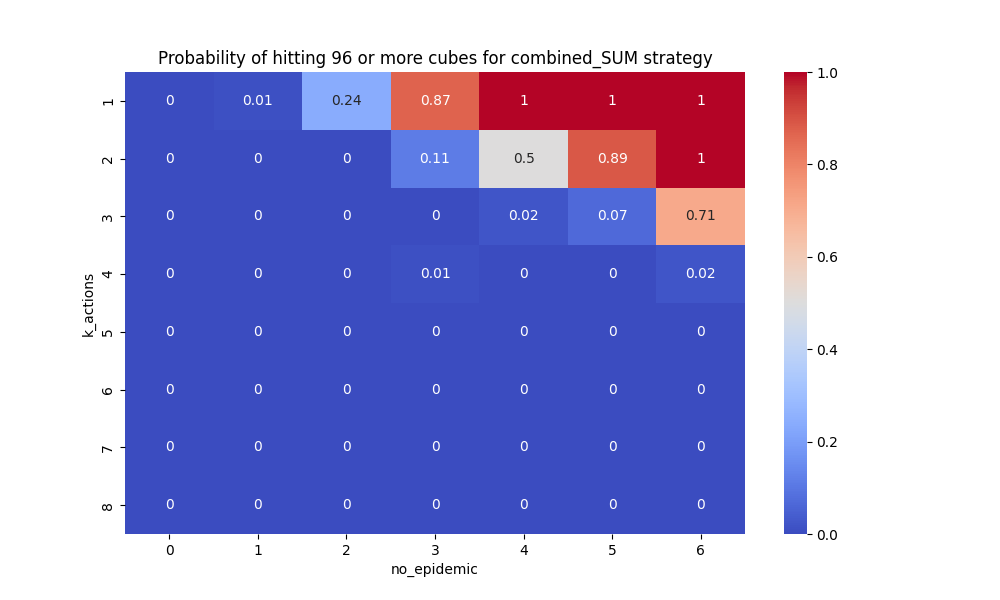 Probability of hitting 96 or more cubes for combined_SUM strategy
1 0 0.01 0.24 0.87 1 1 1
2 0 0 0 0.11 0.5 0.89 1
3 0 0 0 0 0.02 0.07 0.71
4 0 0 0 0.01 0 0 0.02
5 0 0 0 0 0 0 0
6 0 0 0 0 0 0 0
7 0 0 0 0 0 0 0
8 0 0 0 0 0 0 0
k_actions
0 1 2 3 4 5 6
no_epidemic
1.0
0.8
0.6
0.4
0.2
0.0